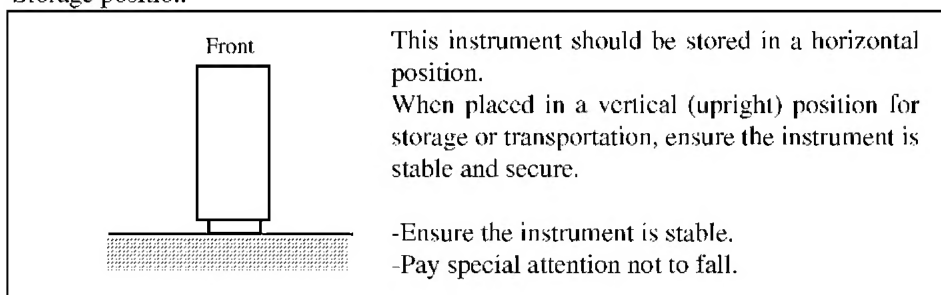 Storage position
Front
This instrument should be stored in a horizontal
position.
When placed in a vertical (upright) position for
storage or transportation, ensure the instrument is
stable and secure.
-Ensure the instrument is stable.
-Pay special attention not to fall.